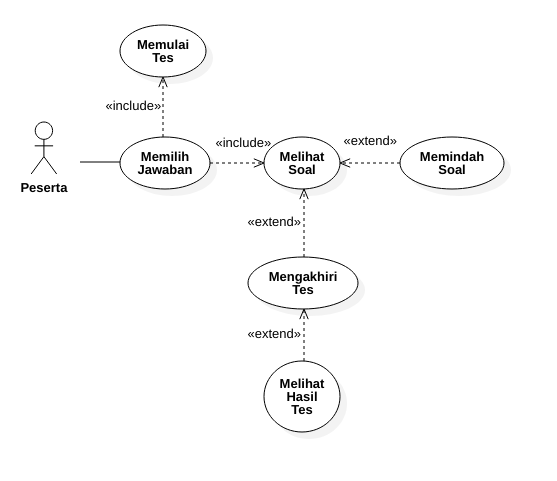 Memulai
Tes
«include»
«include»
«extend»
Memilih
Jawaban
Melihat
Soal
Memindah
Soal
Peserta
«extend»
Mengakhiri
Tes
«extend»
Melihat
Hasil
Tes